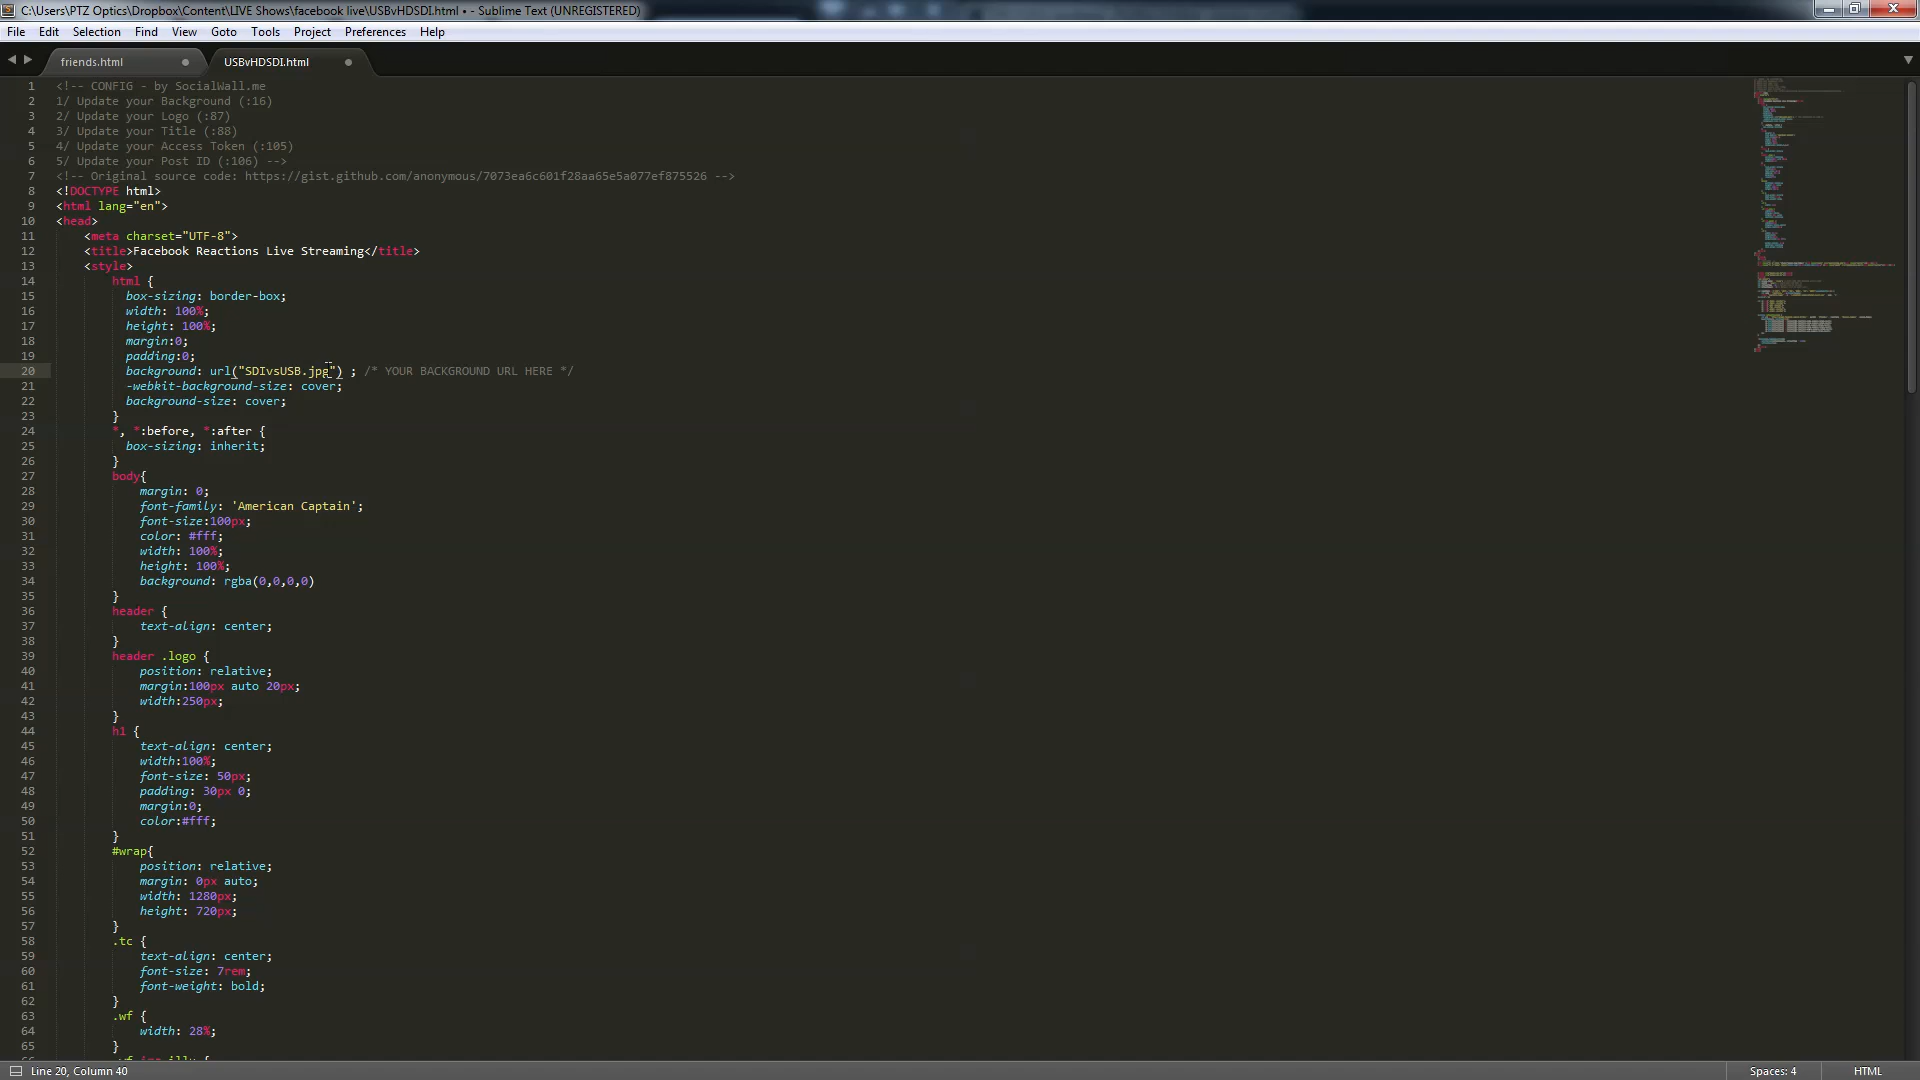 C:\Users\PTZ Optics\Dropbox\Content\LIVE Shows\facebook live\USBvHDSDI.html • - Sublime Text (UNREGISTERED)
File Edit Selection Find View Goto Tools Project Preferences Help
friends.html USBvHDSDI.html
1 <!-- CONFIG - by SocialWall.me
2 1/ Update your Background (:16)
3 2/ Update your Logo (:87)
4 3/ Update your Title (:88)
5 4/ Update your Access Token (:105)
6 5/ Update your Post ID (:106) -->
7 <!-- Original source code: https://gist.github.com/anonymous/7073ea6c601f28aa65e5a077ef875526 -->
8 <!DOCTYPE html>
9 <html lang="en">
10 <head>
11 <meta charset="UTF-8">
12 <title>Facebook Reactions Live Streaming</title>
13 <style>
14 html {
15 box-sizing: border-box;
16 width: 100%;
17 height: 100%;
18 margin:0;
19 padding:0;
20 background: url("SDIvsUSB.jpg") ; /* YOUR BACKGROUND URL HERE */
21 -webkit-background-size: cover;
22 background-size: cover;
23 }
24 *, *:before, *:after {
25 box-sizing: inherit;
26 }
27 body{
28 margin: 0;
29 font-family: 'American Captain';
30 font-size:100px;
31 color: #fff;
32 width: 100%;
33 height: 100%;
34 background: rgba(0,0,0,0)
35 }
36 header {
37 text-align: center;
38 }
39 header .logo {
40 position: relative;
41 margin:100px auto 20px;
42 width:250px;
43 }
44 h1 {
45 text-align: center;
46 width:100%;
47 font-size: 50px;
48 padding: 30px 0;
49 margin:0;
50 color:#fff;
51 }
52 #wrap{
53 position: relative;
54 margin: 0px auto;
55 width: 1280px;
56 height: 720px;
57 }
58 .tc {
59 text-align: center;
60 font-size: 7rem;
61 font-weight: bold;
62 }
63 .wf {
64 width: 28%;
65 }
Line 20, Column 40 Spaces: 4 HTML